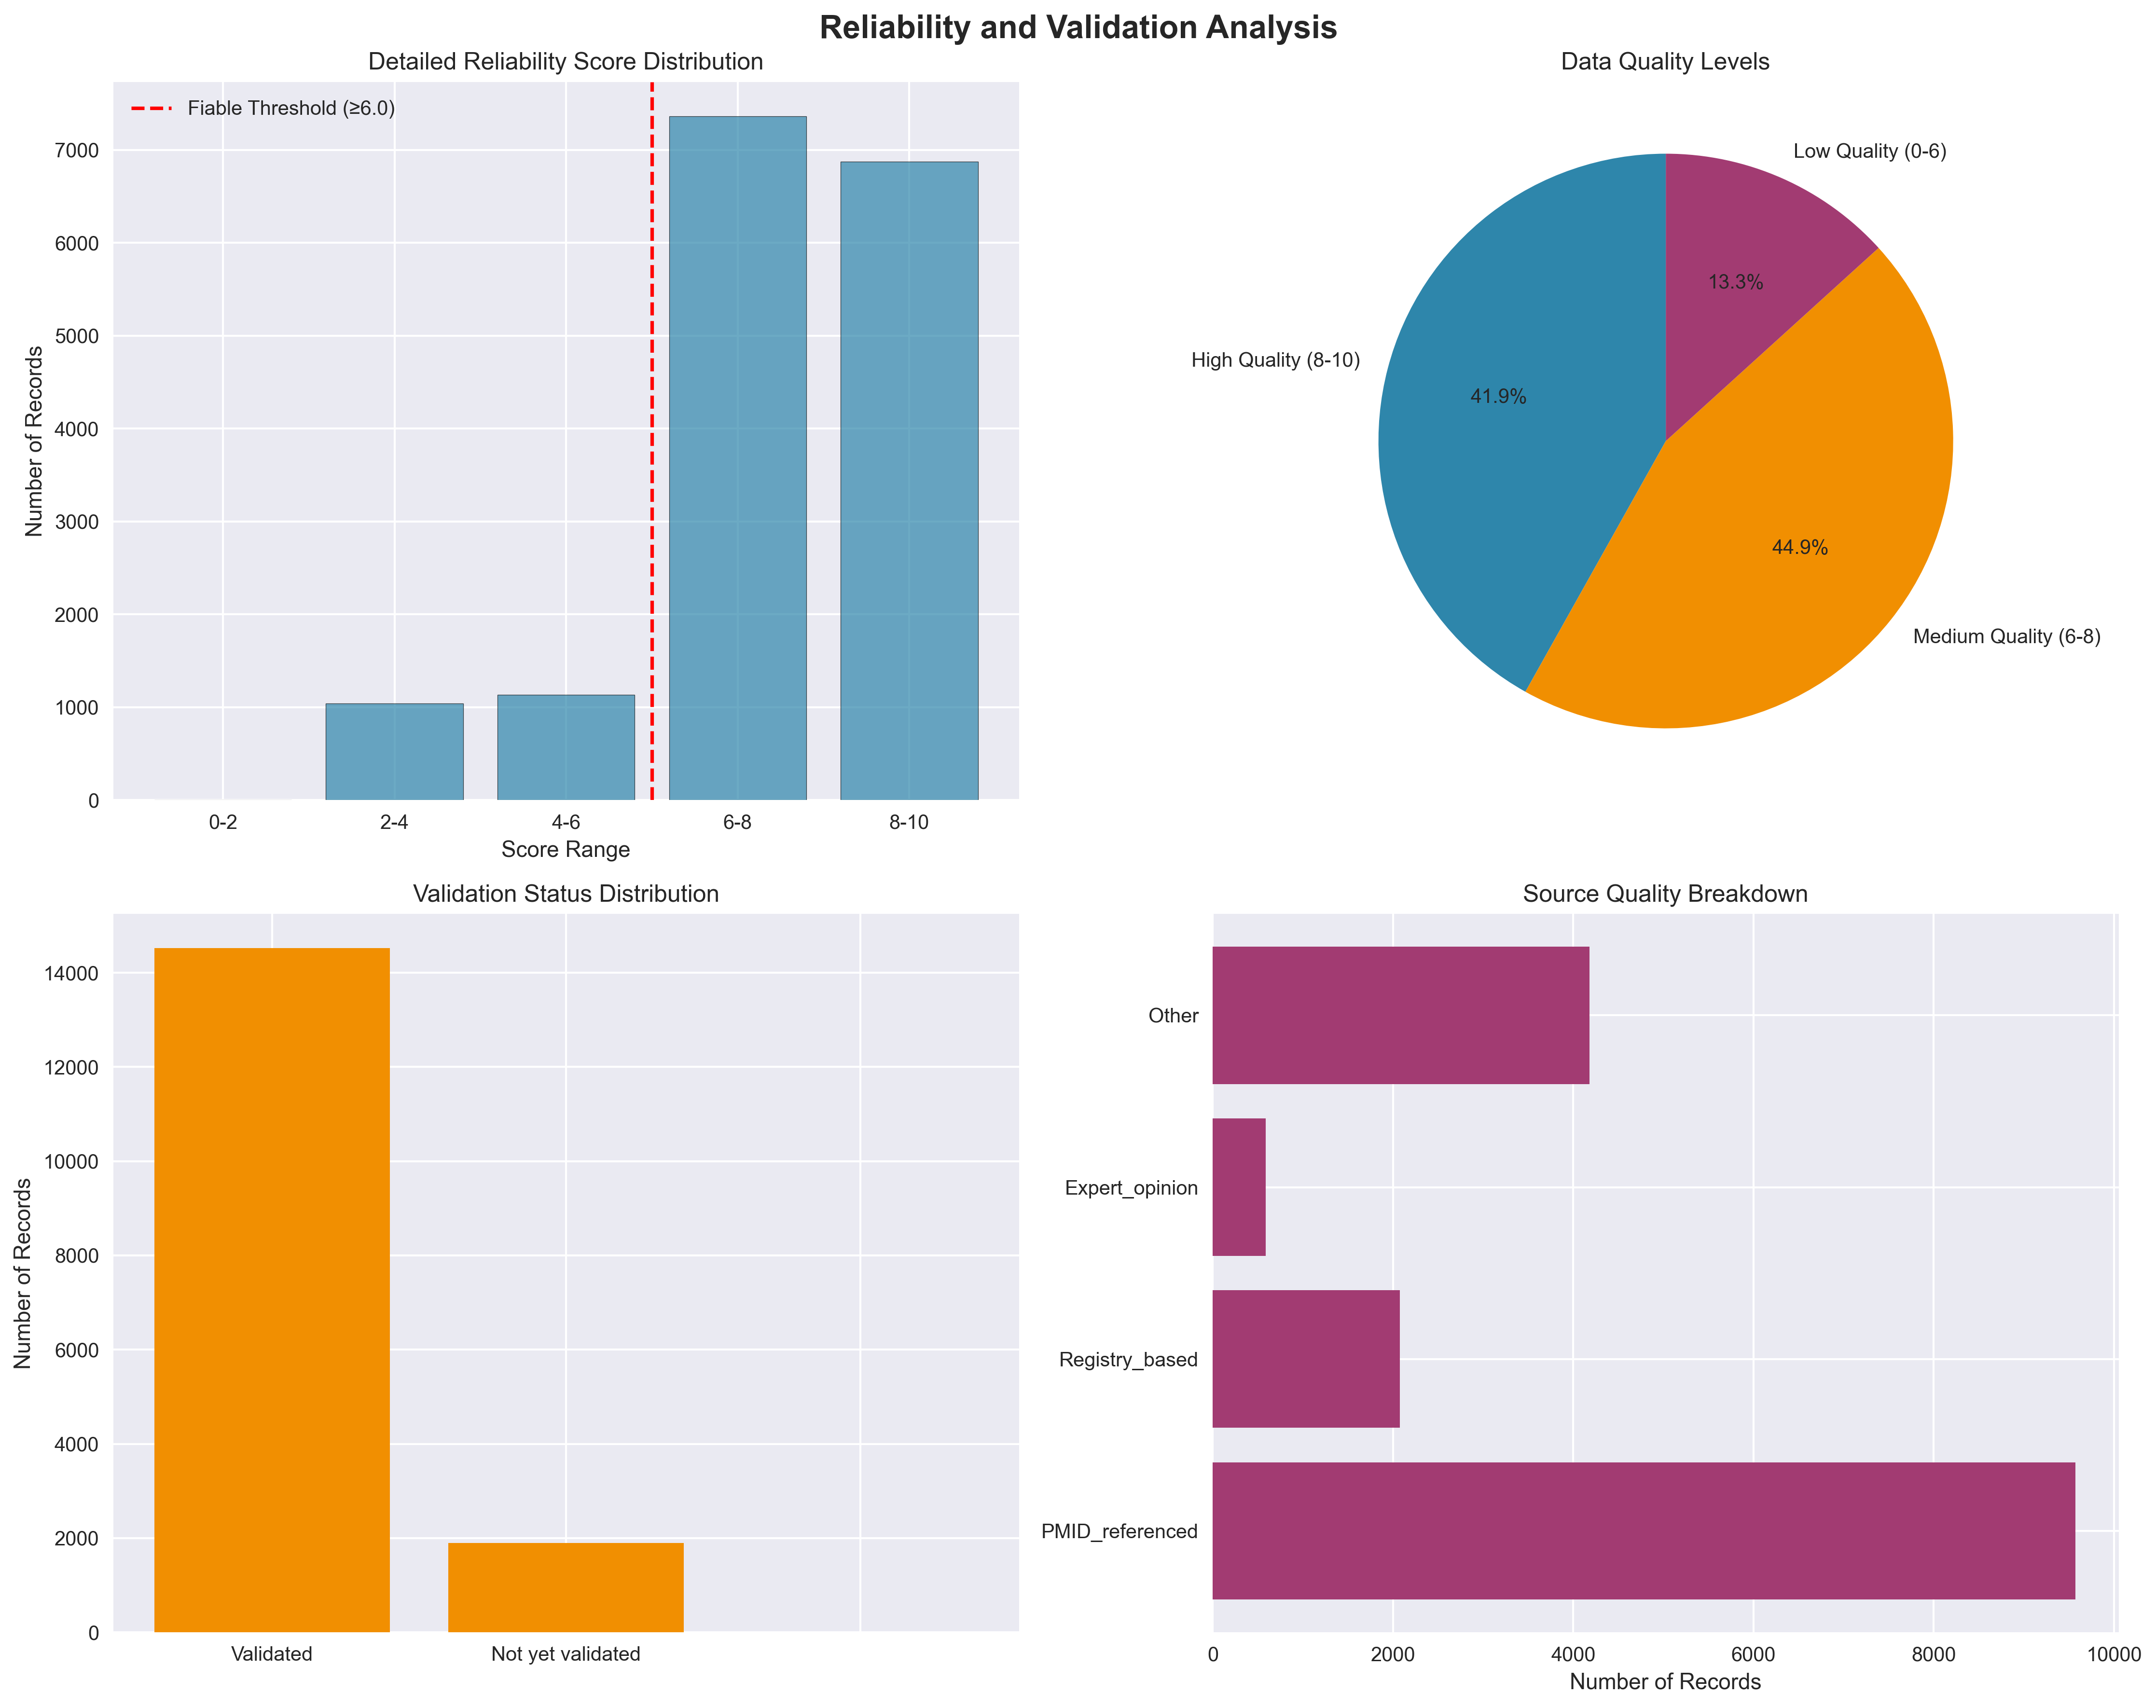 Reliability and Validation Analysis
Detailed Reliability Score Distribution
Fiable Threshold (≥6.0)
Number of Records
7000
6000
5000
4000
3000
2000
1000
0
0-2
2-4
4-6
6-8
8-10
Score Range
Data Quality Levels
Low Quality (0-6)
13.3%
High Quality (8-10)
41.9%
44.9%
Medium Quality (6-8)
Validation Status Distribution
Number of Records
14000
12000
10000
8000
6000
4000
2000
0
Validated
Not yet validated
Source Quality Breakdown
Other
Expert_opinion
Registry_based
PMID_referenced
0
2000
4000
6000
8000
10000
Number of Records